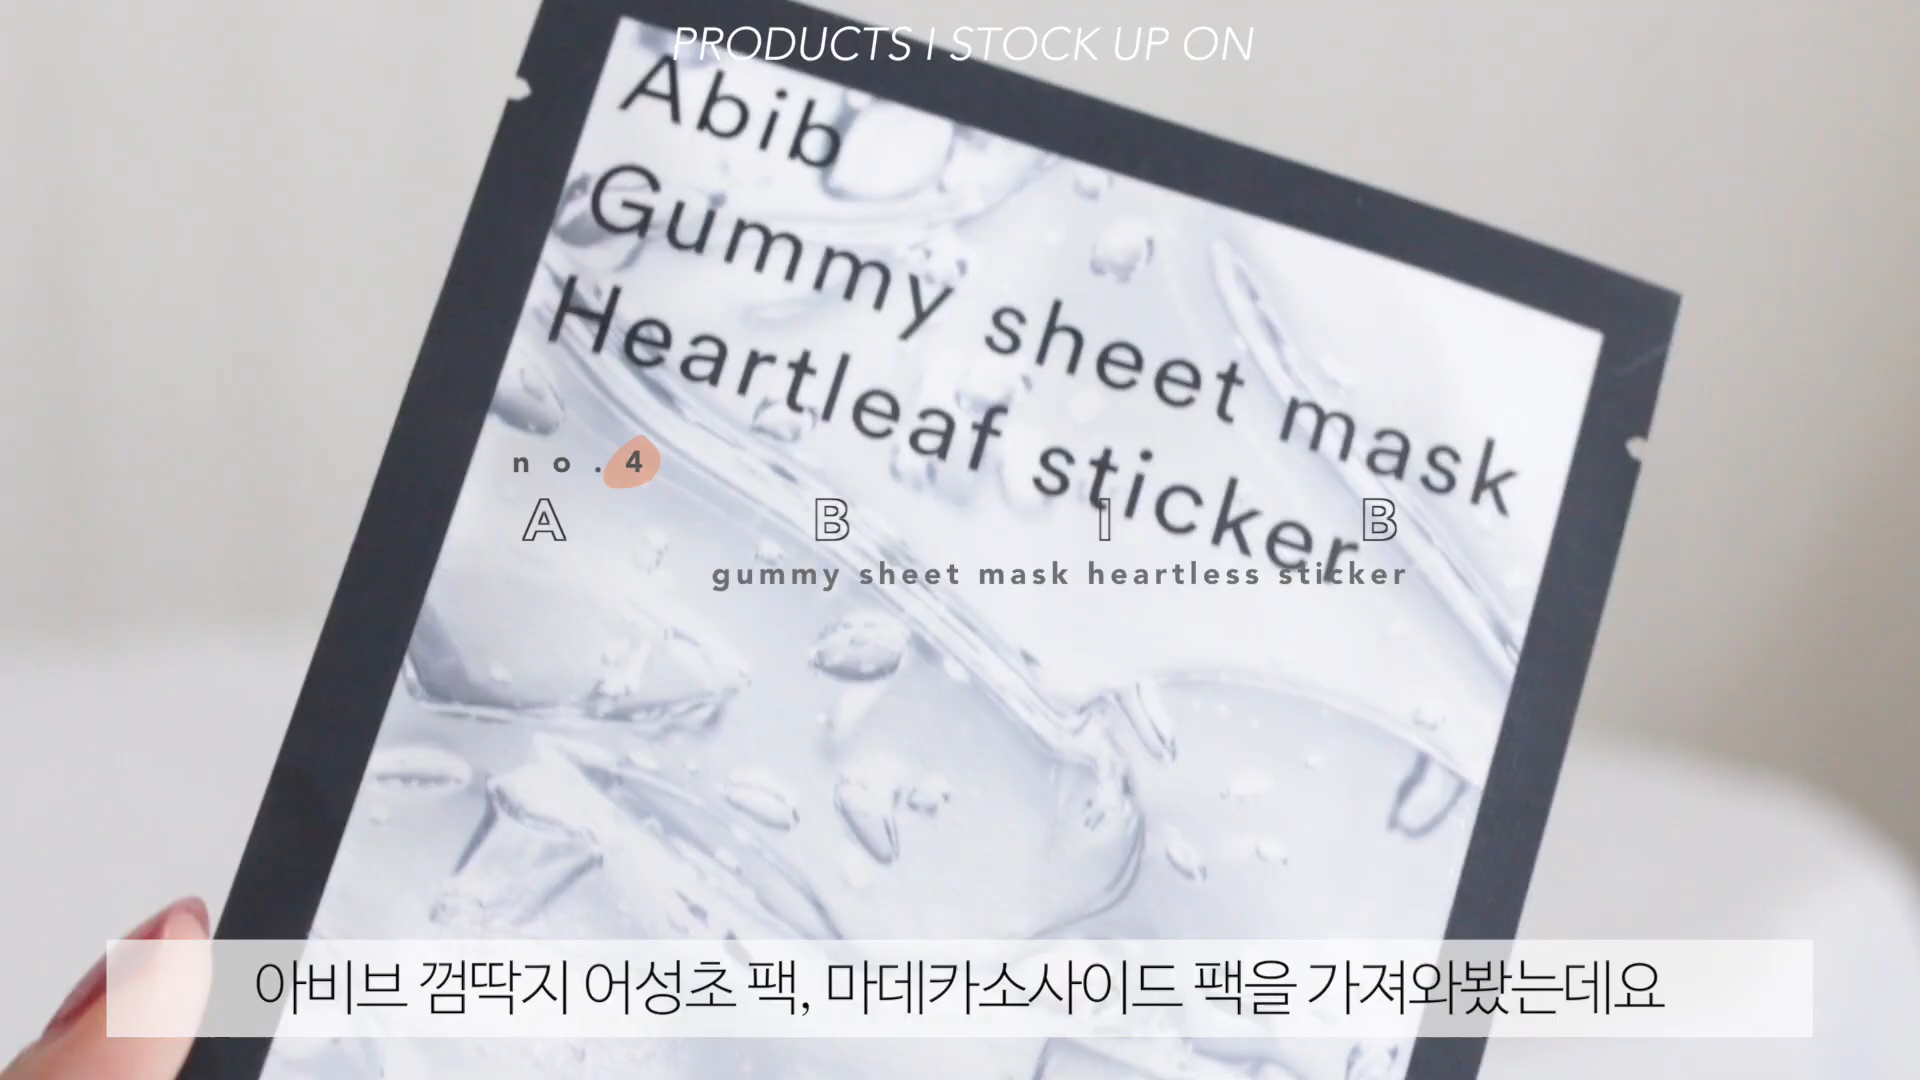 PRODUCTS I STOCK UP ON
Abib
Gummy sheet mask
Heartleaf sticker
no.4
ABIB
gummy sheet mask heartless sticker
아비브 껌딱지 어성초 팩, 마데카소사이드 팩을 가져와봤는데요